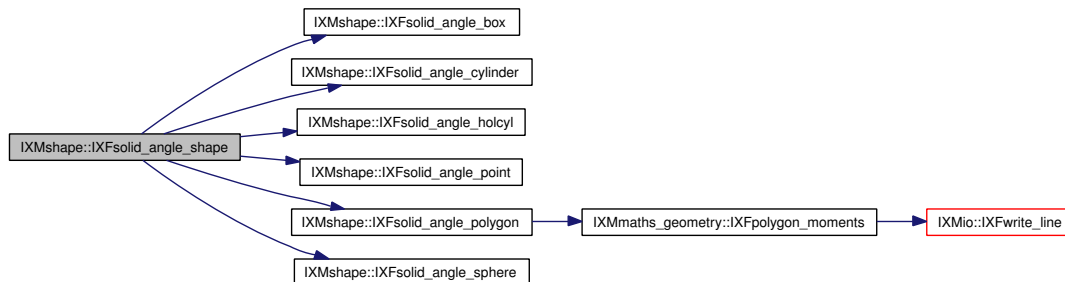 IXMshape::IXFsolid_angle_box
IXMshape::IXFsolid_angle_cylinder
IXMshape::IXFsolid_angle_holcyl
IXMshape::IXFsolid_angle_shape
IXMshape::IXFsolid_angle_point
IXMshape::IXFsolid_angle_polygon
IXMmaths_geometry::IXFpolygon_moments
IXMio::IXFwrite_line
IXMshape::IXFsolid_angle_sphere